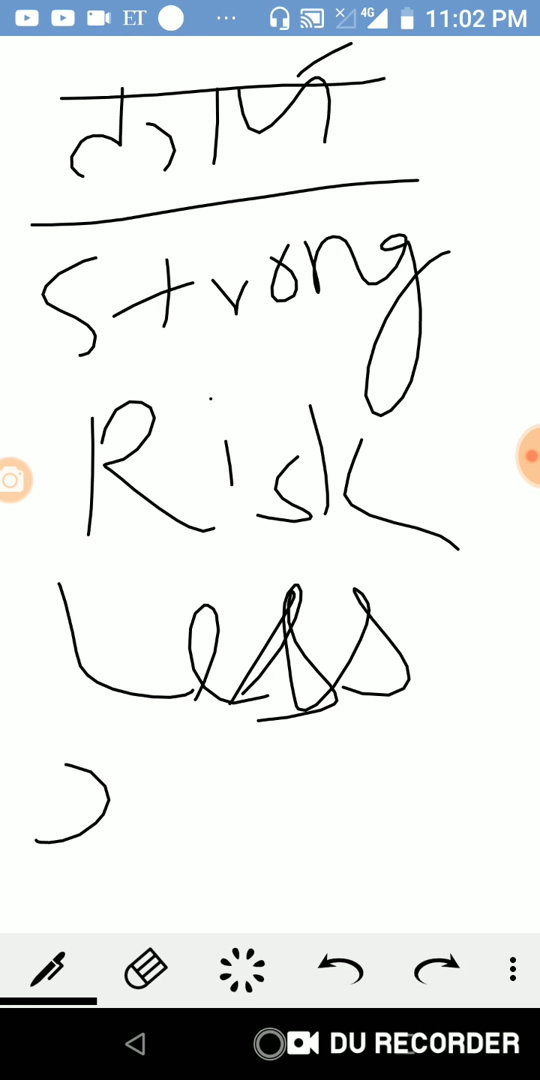 ET ... 4G 11:02 PM
कार्य
Strong
Risk
Less
DU RECORDER